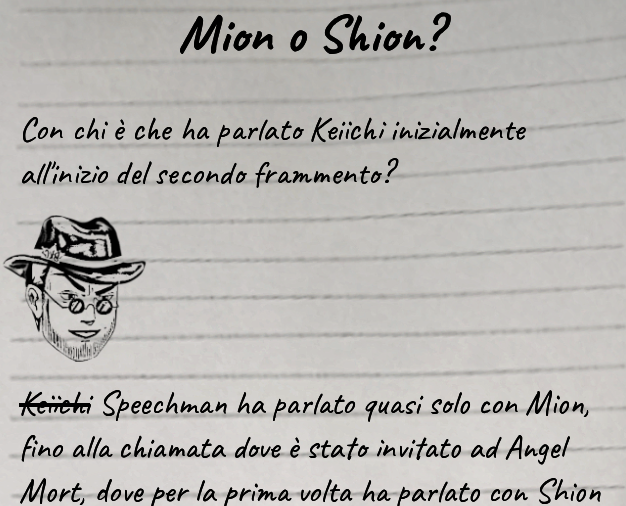 Mion o Shion?
Con chi è che ha parlato Keiichi inizialmente
all'inizio del secondo frammento?
Keiichi Speechman ha parlato quasi solo con Mion,
fino alla chiamata dove è stato invitato ad Angel
Mort, dove per la prima volta ha parlato con Shion